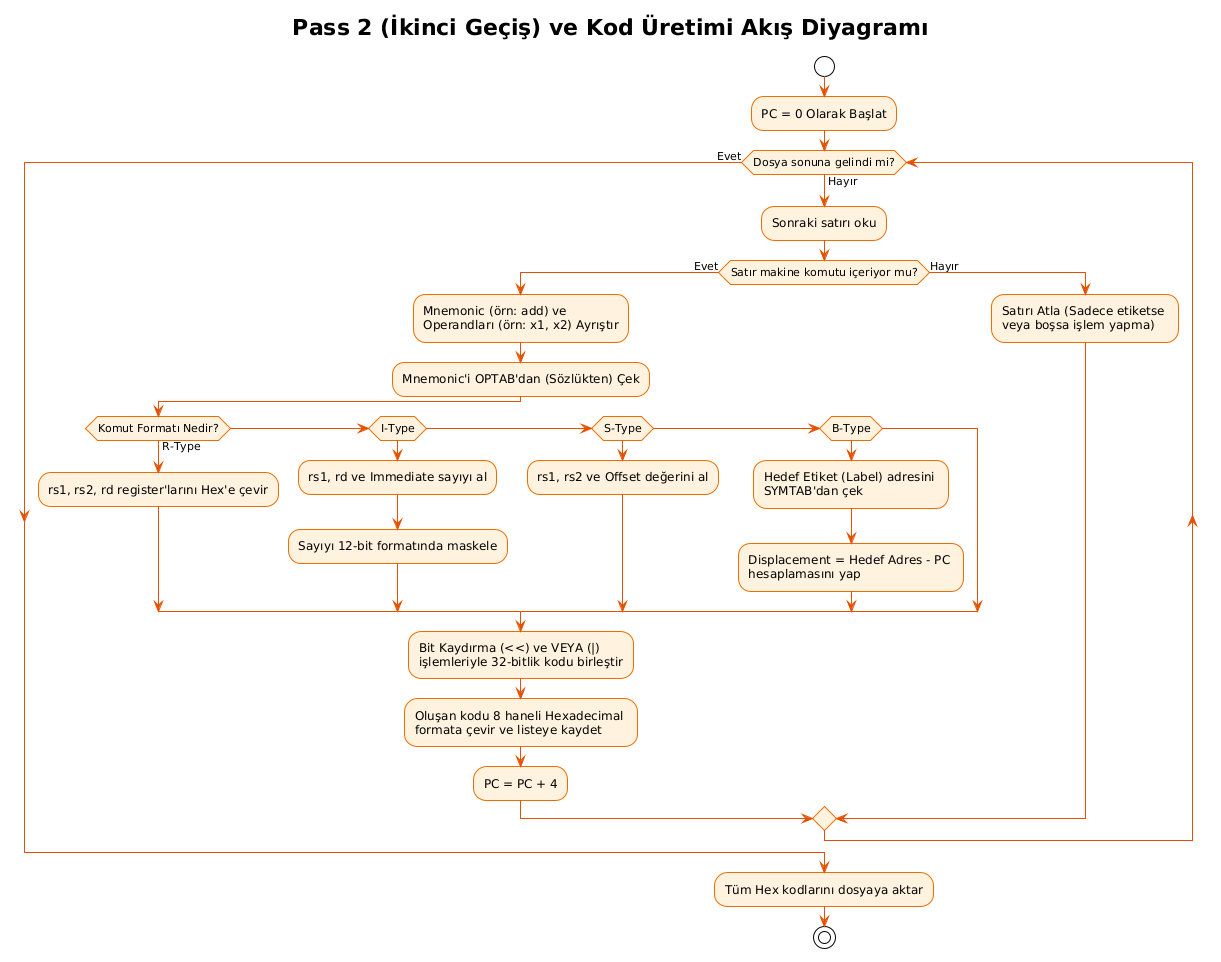 Pass 2 (İkinci Geçiş) ve Kod Üretimi Akış Diyagramı
PC = 0 Olarak Başlat
Evet
Dosya sonuna gelindi mi?
Hayır
Sonraki satırı oku
Evet
Satır makine komutu içeriyor mu?
Hayır
Mnemonic (örn: add) ve
Operandları (örn: x1, x2) Ayrıştır
Satırı Atla (Sadece etiketse
veya boşsa işlem yapma)
Mnemonic'i OPTAB'dan (Sözlükten) Çek
Komut Formatı Nedir?
R-Type
I-Type
S-Type
B-Type
rs1, rs2, rd register'larını Hex'e çevir
rs1, rd ve Immediate sayıyı al
Sayıyı 12-bit formatında maskele
rs1, rs2 ve Offset değerini al
Hedef Etiket (Label) adresini
SYMTAB'dan çek
Displacement = Hedef Adres - PC
hesaplamasını yap
Bit Kaydırma (<<) ve VEYA (|)
işlemleriyle 32-bitlik kodu birleştir
Oluşan kodu 8 haneli Hexadecimal
formata çevir ve listeye kaydet
PC = PC + 4
Tüm Hex kodlarını dosyaya aktar